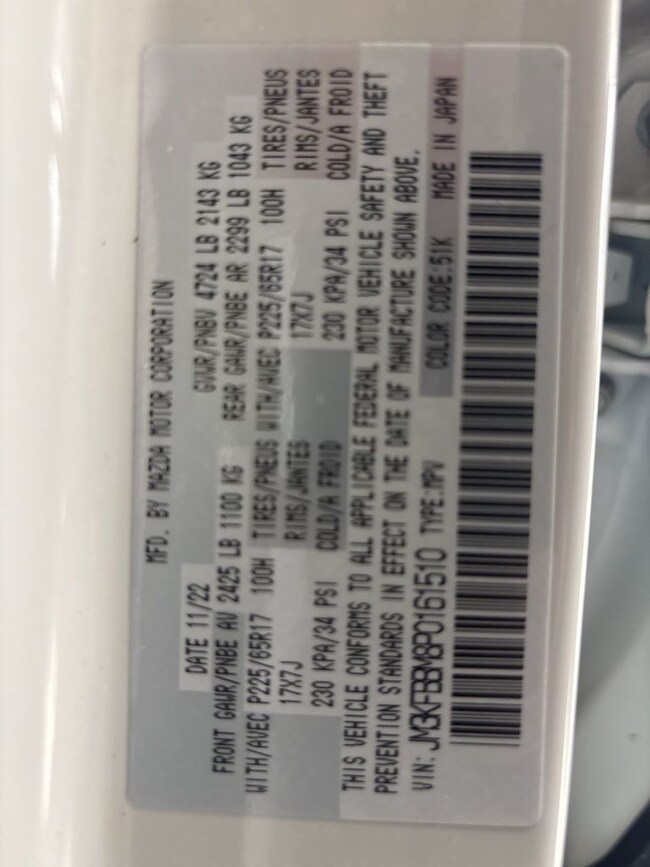 MFD. BY MAZDA MOTOR CORPORATION
DATE 11/22 GVWR/PNBV 4724 LB 2143 KG
FRONT GAWR/PNBE AV 2425 LB 1100 KG REAR GAWR/PNBE AR 2299 LB 1043 KG
WITH/AVEC P225/65R17 100H TIRES/PNEUS WITH/AVEC P225/65R17 100H TIRES/PNEUS
17X7J RIMS/JANTES 17X7J RIMS/JANTES
230 KPA/34 PSI COLD/A FROID 230 KPA/34 PSI COLD/A FROID
THIS VEHICLE CONFORMS TO ALL APPLICABLE FEDERAL MOTOR VEHICLE SAFETY AND THEFT
PREVENTION STANDARDS IN EFFECT ON THE DATE OF MANUFACTURE SHOWN ABOVE.
VIN: JM3KFBBM8P0161510 TYPE:MPV COLOR CODE:51K MADE IN JAPAN